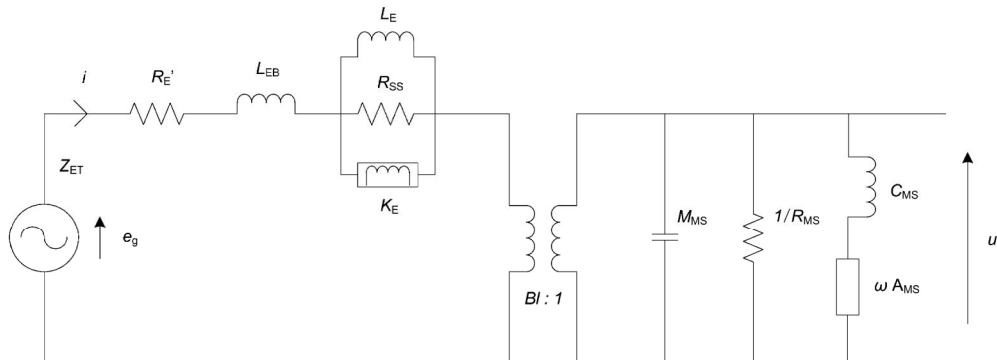 L_E
i
R_E'
L_EB
R_SS
Z_ET
K_E
e_g
Bl : 1
M_MS
1/R_MS
C_MS
ω A_MS
u